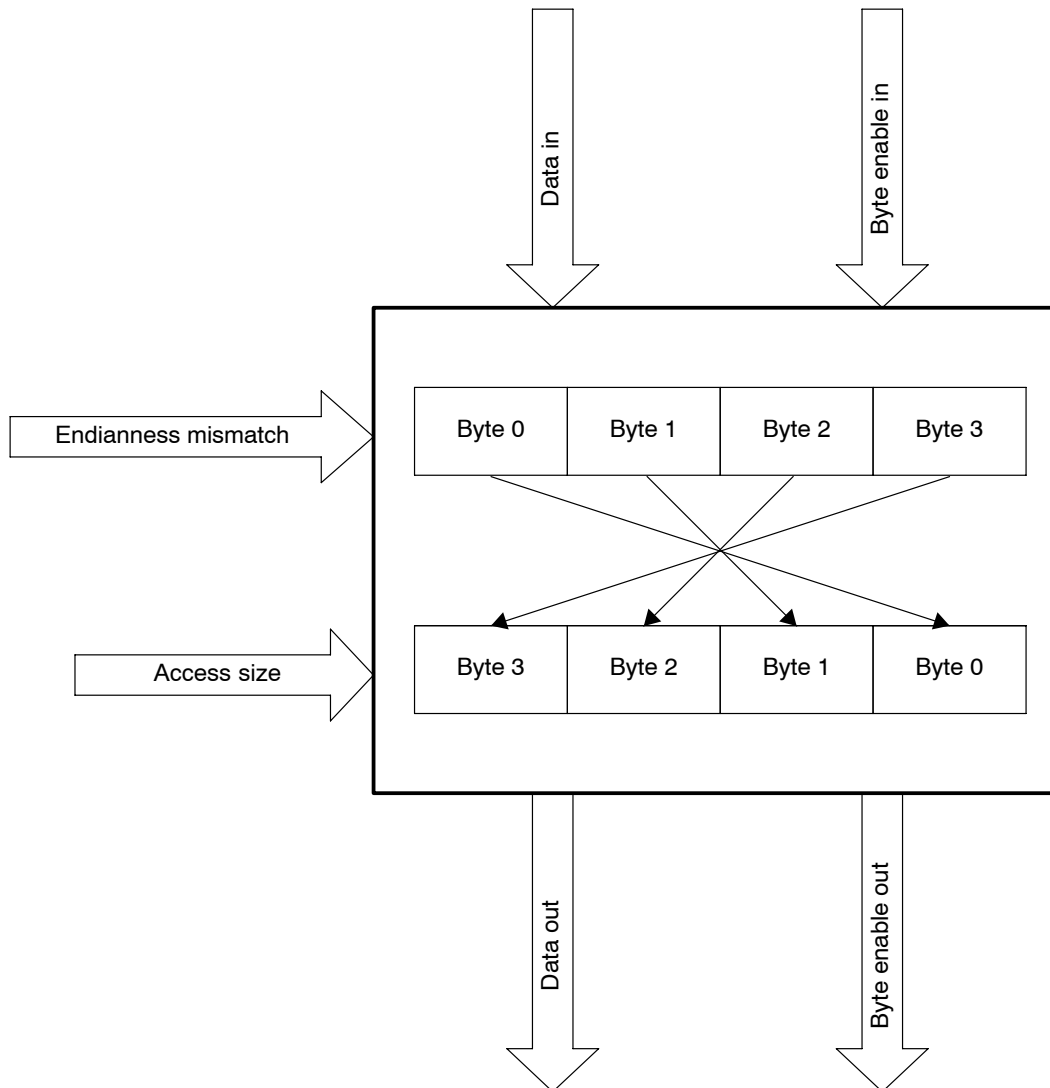 Data in
Byte enable in
Endianness mismatch
Byte 0
Byte 1
Byte 2
Byte 3
Access size
Byte 3
Byte 2
Byte 1
Byte 0
Data out
Byte enable out